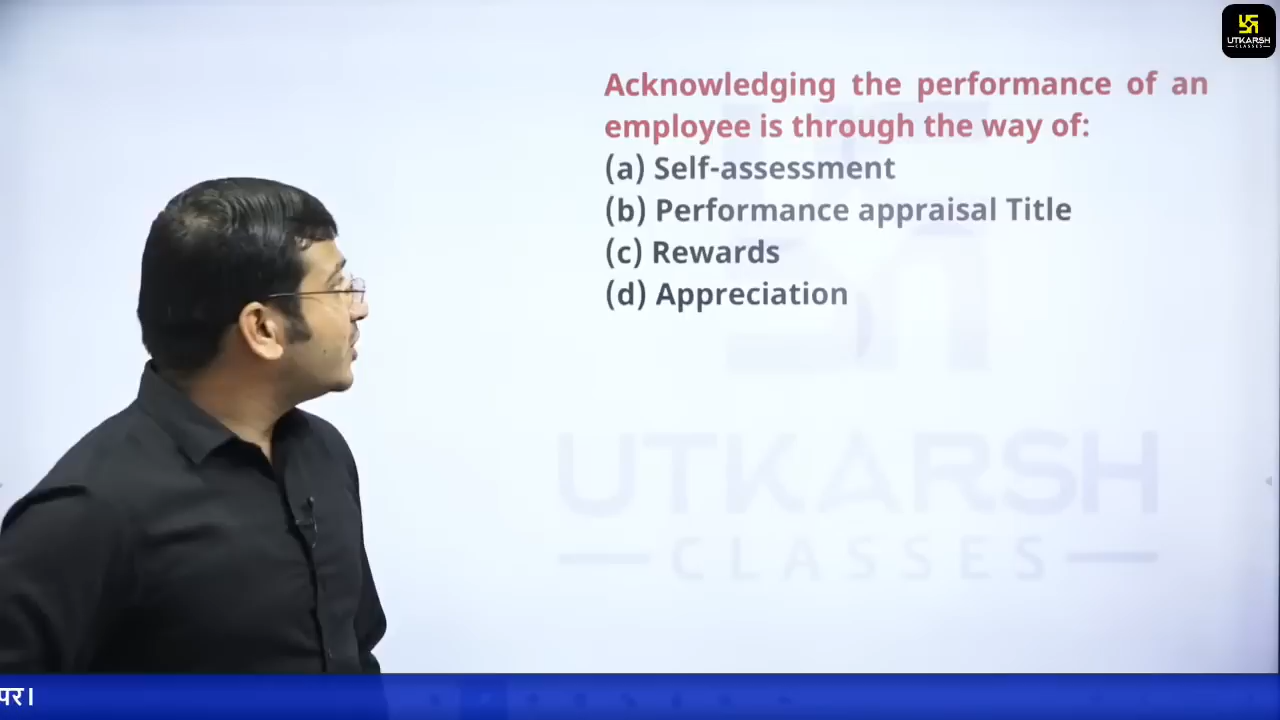 UTKARSH
CLASSES
Acknowledging the performance of an
employee is through the way of:
(a) Self-assessment
(b) Performance appraisal Title
(c) Rewards
(d) Appreciation
UTKARSH
CLASSES
पर।